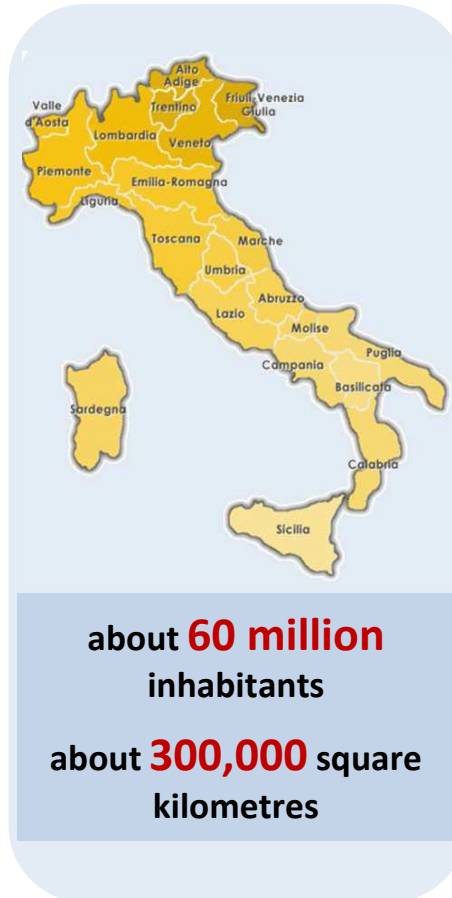 Alto
Adige
Valle
d'Aosta
Trentino
Friuli-Venezia
Giulia
Lombardia
Veneto
Piemonte
Emilia-Romagna
Liguria
Toscana
Marche
Umbria
Abruzzo
Lazio
Molise
Puglia
Campania
Basilicata
Sardegna
Calabria
Sicilia
about 60 million
inhabitants
about 300,000 square
kilometres